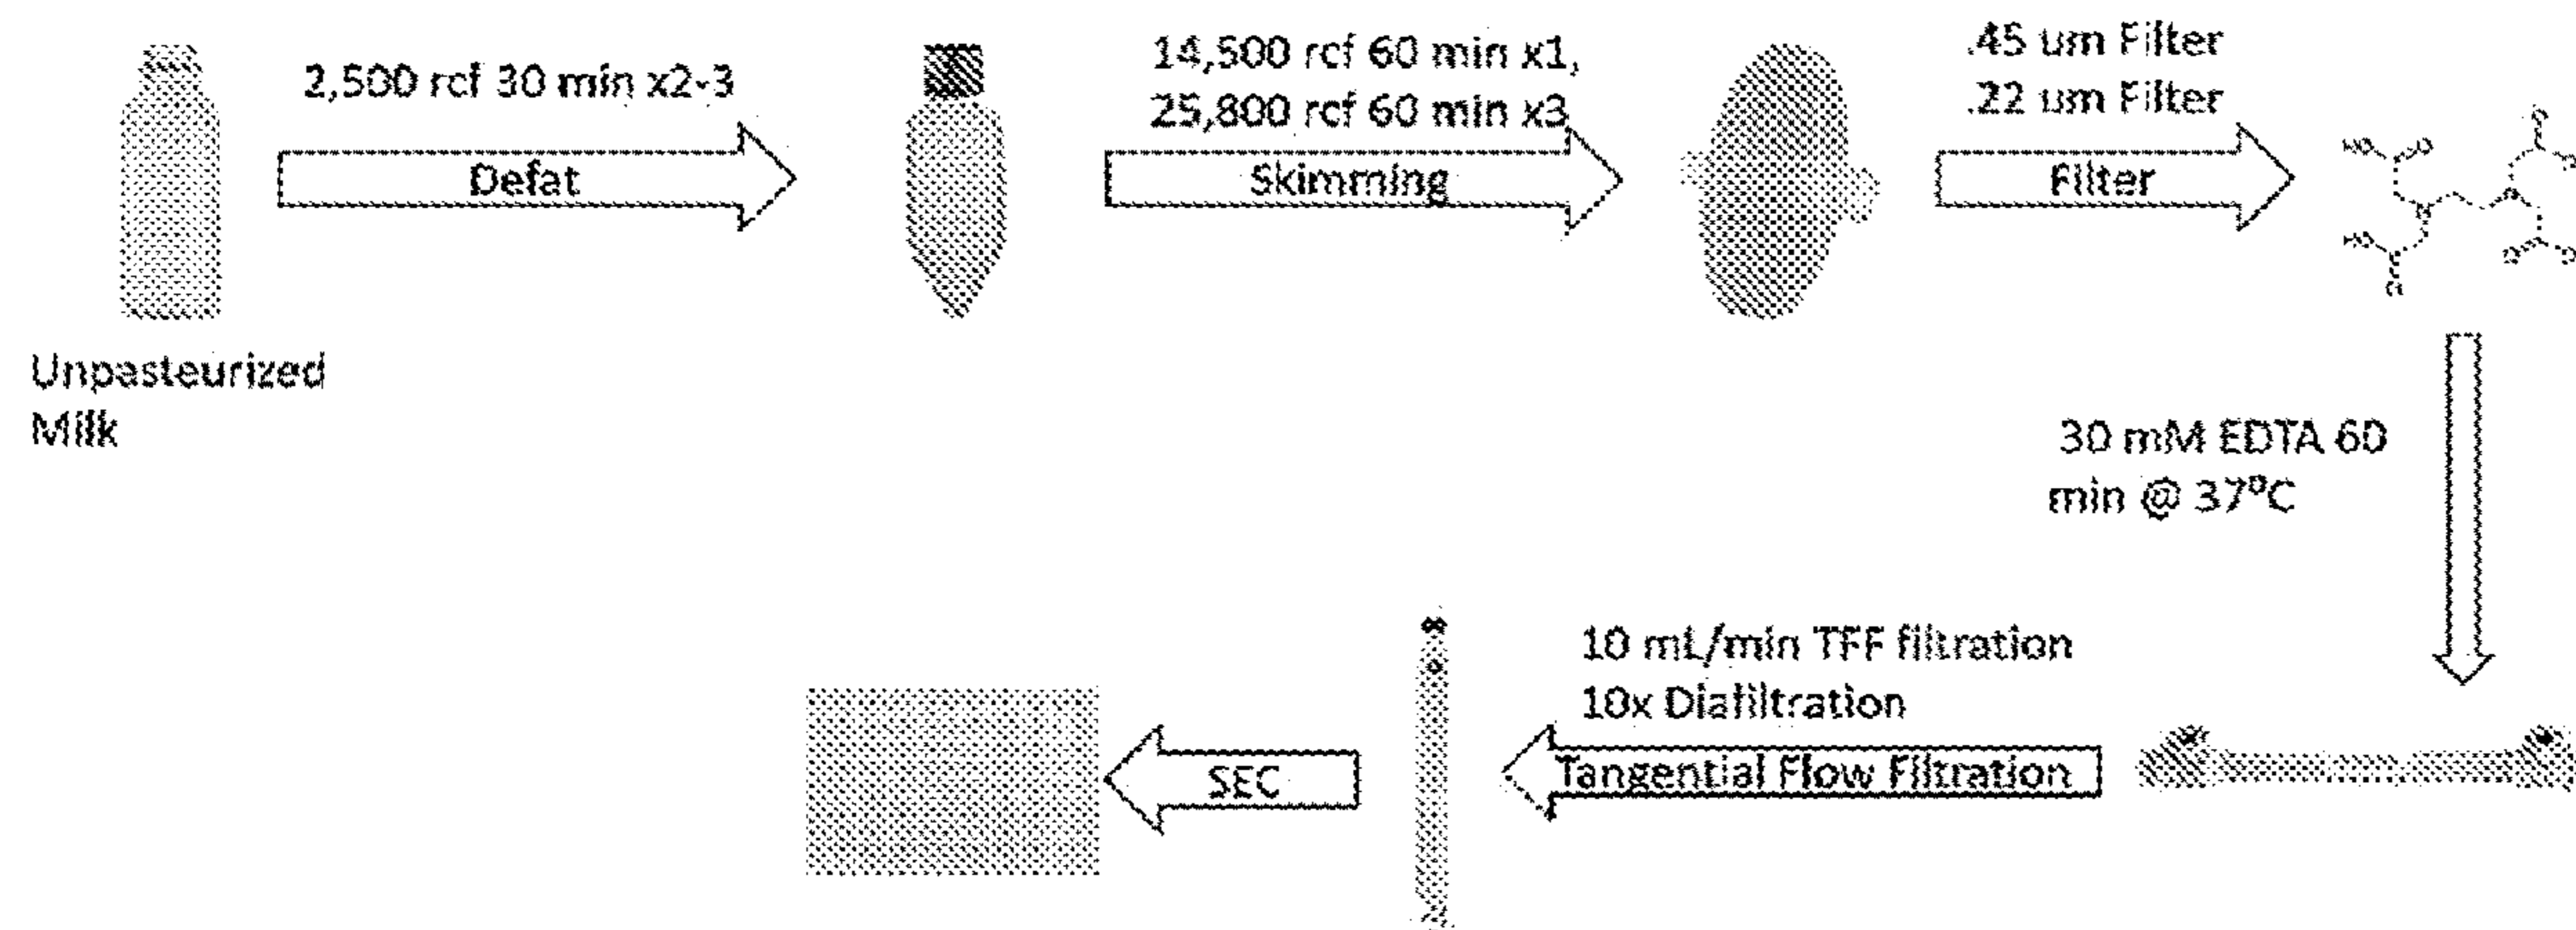 2,500 rcf 30 min x2-3
Defat
14,500 rcf 60 min x1,
25,800 rcf 60 min x3
Skimming
.45 um Filter
.22 um Filter
Filter
Unpasteurized
Milk
30 mM EDTA 60
min @ 37°C
10 mL/min TFF filtration
10x Diafiltration
Tangential Flow Filtration
SEC